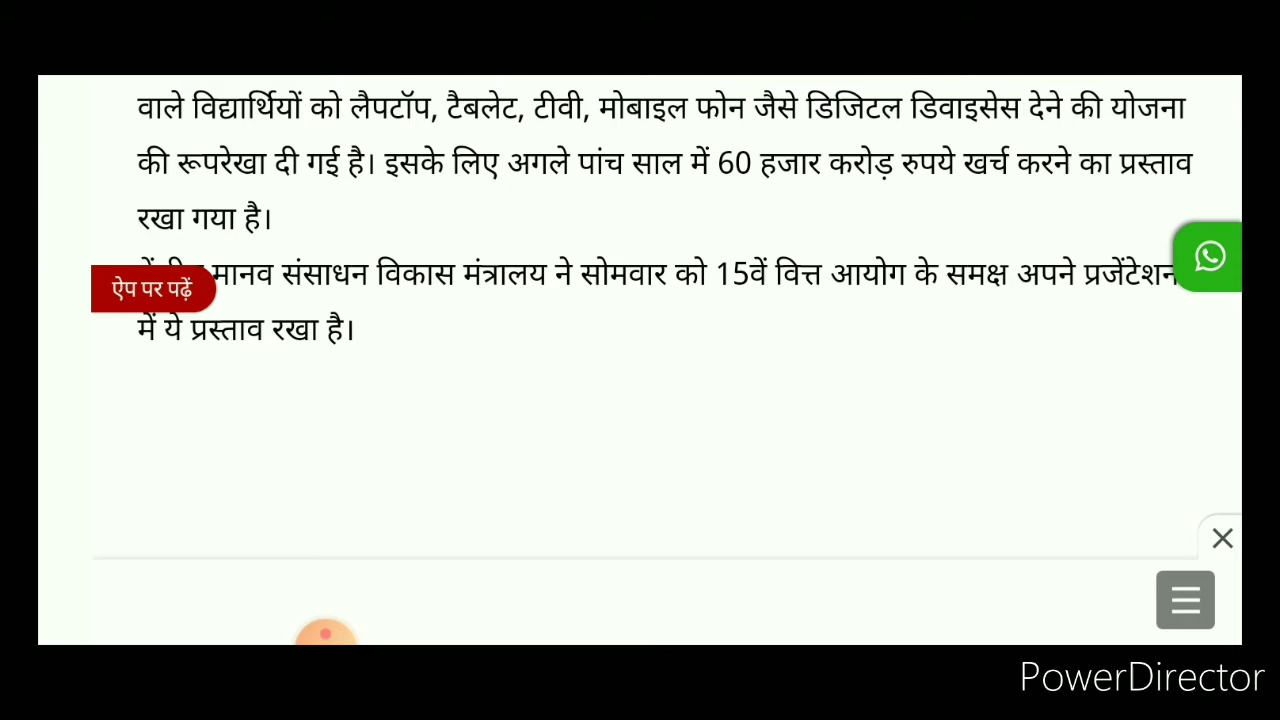 वाले विद्यार्थियों को लैपटॉप, टैबलेट, टीवी, मोबाइल फोन जैसे डिजिटल डिवाइसेस देने की योजना
की रूपरेखा दी गई है। इसके लिए अगले पांच साल में 60 हजार करोड़ रुपये खर्च करने का प्रस्ताव
रखा गया है।
मानव संसाधन विकास मंत्रालय ने सोमवार को 15वें वित्त आयोग के समक्ष अपने प्रजेंटेशन
ऐप पर पढ़ें
में ये प्रस्ताव रखा है।
PowerDirector